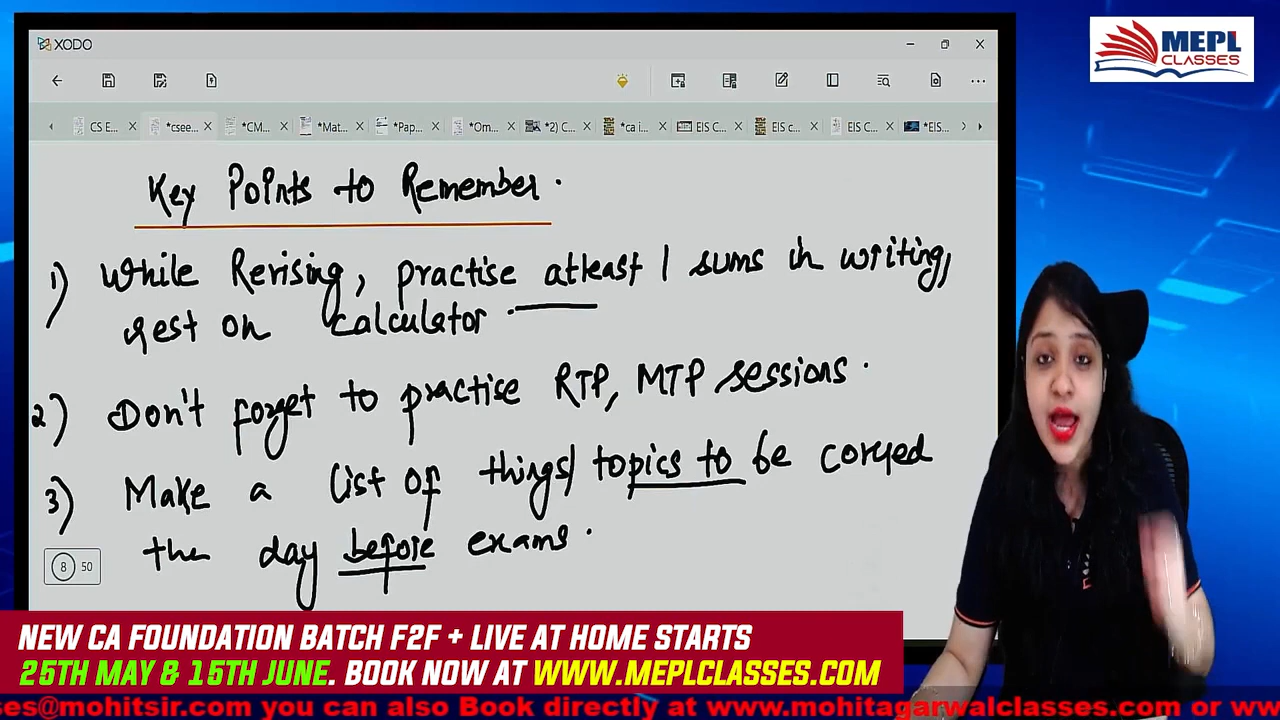 XODO
MEPL
CLASSES
CS E...
*csee...
*CM...
*Mat...
*Pap...
*Om...
*2) C...
*ca i...
EIS C...
EIS c...
EIS C...
*EIS...
Key Points to Remember.
1) While Revising, practise atleast 1 sums in writing,
rest on calculator.
2) Don't forget to practise RTP, MTP sessions.
3) Make a list of things/topics to be coryed
the day before exams.
8 50
NEW CA FOUNDATION BATCH F2F + LIVE AT HOME STARTS
25TH MAY & 15TH JUNE. BOOK NOW AT WWW.MEPLCLASSES.COM
ses@mohitsir.com you can also Book directly at www.mohitagarwalclasses.com or ww